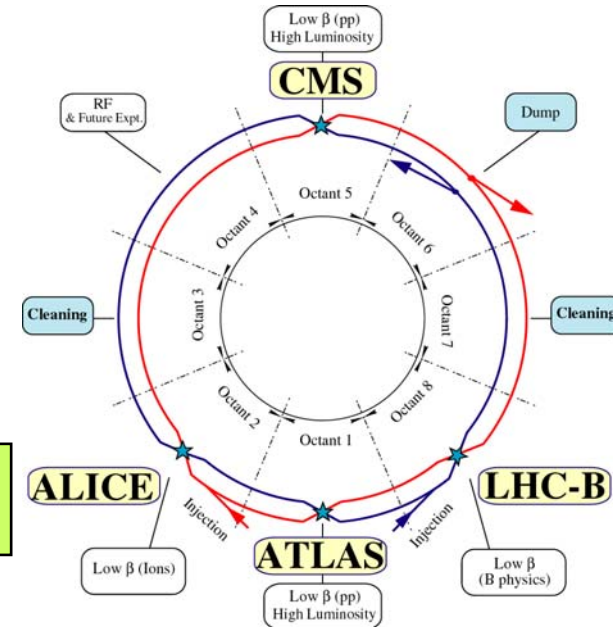 Low β (pp)
High Luminosity
CMS
RF
& Future Expt.
Dump
Octant 5
Octant 4
Octant 6
Cleaning
Octant 3
Octant 7
Cleaning
Octant 2
Octant 8
Octant 1
ALICE
LHC-B
Injection
Injection
ATLAS
Low β (Ions)
Low β
(B physics)
Low β (pp)
High Luminosity